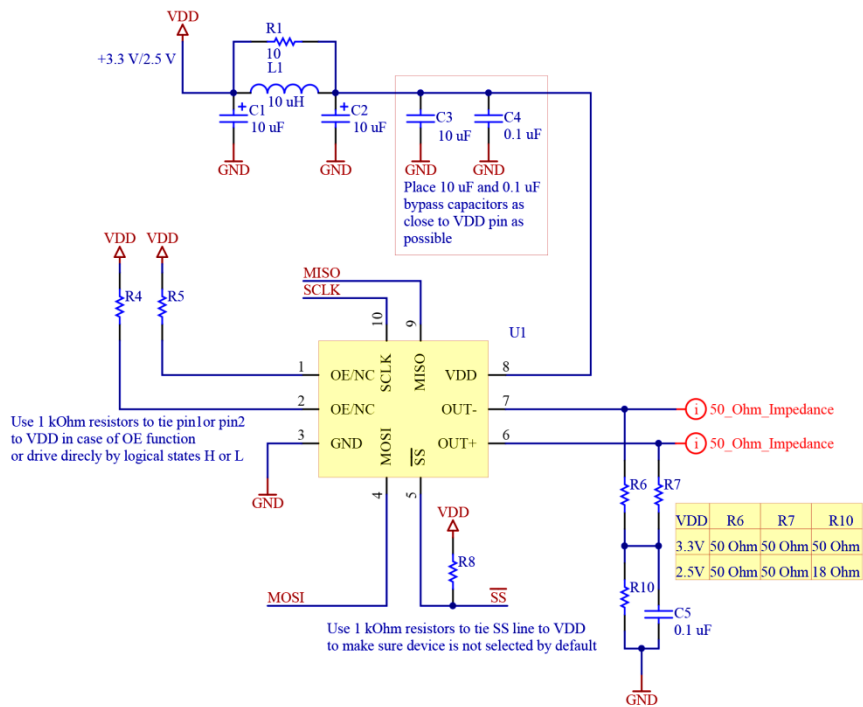 VDD
+3.3 V/2.5 V
R1
10
L1
10 uH
C1
10 uF
C2
10 uF
C3
10 uF
C4
0.1 uF
GND
GND
GND
GND
Place 10 uF and 0.1 uF
bypass capacitors as
close to VDD pin as
possible
VDD
VDD
R4
R5
MISO
SCLK
10
9
U1
1
OE/NC
SCLK
MISO
VDD
8
2
OE/NC
OUT-
7
50_Ohm_Impedance
3
GND
MOSI
SS
OUT+
6
50_Ohm_Impedance
Use 1 kOhm resistors to tie pin1or pin2
to VDD in case of OE function
or drive direcly by logical states H or L
GND
4
5
VDD
R8
MOSI
SS
Use 1 kOhm resistors to tie SS line to VDD
to make sure device is not selected by default
R6
R7
VDD R6 R7 R10
3.3V 50 Ohm 50 Ohm 50 Ohm
2.5V 50 Ohm 50 Ohm 18 Ohm
R10
C5
0.1 uF
GND